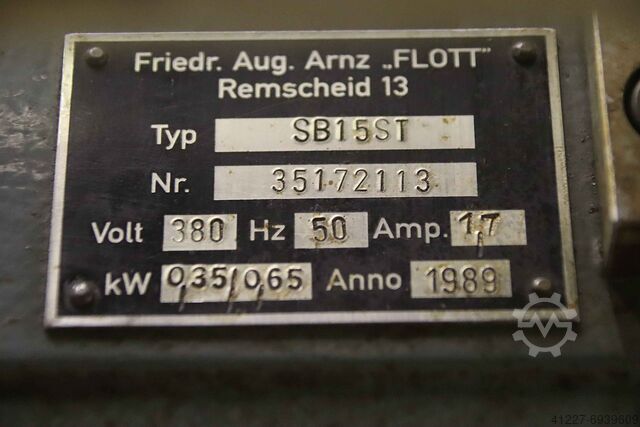 Friedr. Aug. Arnz „FLOTT"
Remscheid 13
Typ SB15ST
Nr. 35172113
Volt 380 Hz 50 Amp. 1,7
kW 0,35/0,65 Anno 1989
41227-6939609